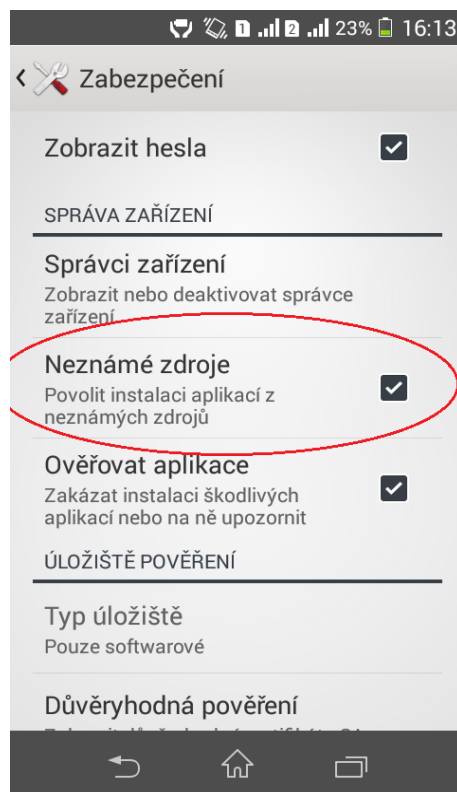 1 2 23% 16:13
Zabezpečení
Zobrazit hesla
SPRÁVA ZAŘÍZENÍ
Správci zařízení
Zobrazit nebo deaktivovat správce
zařízení
Neznámé zdroje
Povolit instalaci aplikací z
neznámých zdrojů
Ověřovat aplikace
Zakázat instalaci škodlivých
aplikací nebo na ně upozornit
ÚLOŽIŠTĚ POVĚŘENÍ
Typ úložiště
Pouze softwarové
Důvěryhodná pověření